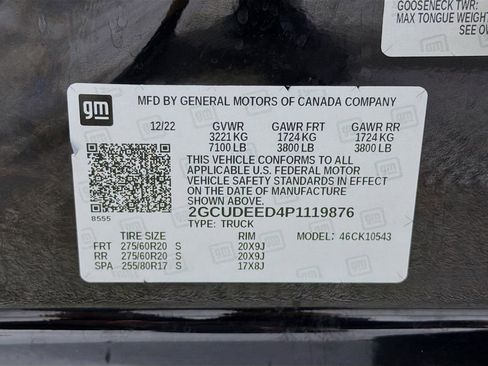 GOOSENECK TWR:
MAX TONGUE WEIGHT
SEE OV
gm
MFD BY GENERAL MOTORS OF CANADA COMPANY
12/22 GVWR GAWR FRT GAWR RR
3221 KG 1724 KG 1724 KG
7100 LB 3800 LB 3800 LB
THIS VEHICLE CONFORMS TO ALL
APPLICABLE U.S. FEDERAL MOTOR
VEHICLE SAFETY STANDARDS IN EFFECT
ON THE DATE OF MANUFACTURE
SHOWN ABOVE.
8555 2GCUDEED4P1119876
TYPE: TRUCK
TIRE SIZE RIM MODEL: 46CK10543
FRT 275/60R20 S 20X9J
RR 275/60R20 S 20X9J
SPA 255/80R17 S 17X8J